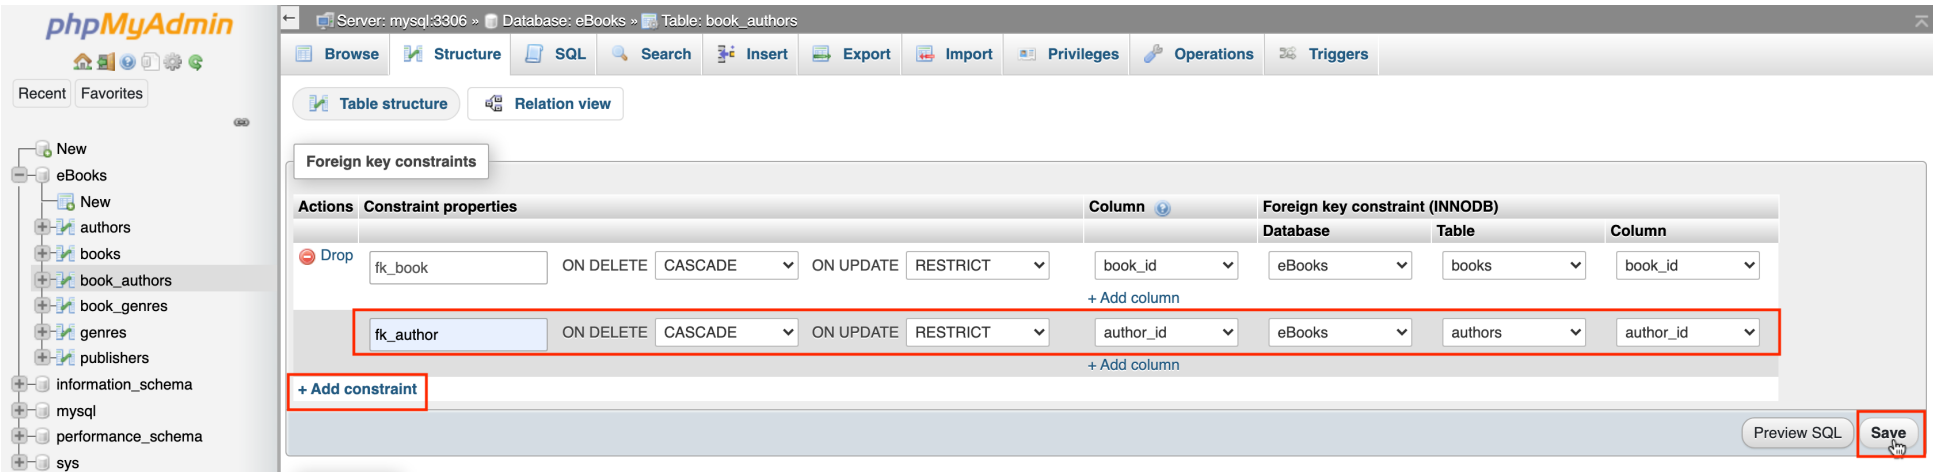 phpMyAdmin
Recent Favorites
New
eBooks
New
authors
books
book_authors
book_genres
genres
publishers
information_schema
mysql
performance_schema
sys
Server: mysql:3306 » Database: eBooks » Table: book_authors
Browse Structure SQL Search Insert Export Import Privileges Operations Triggers
Table structure Relation view
Foreign key constraints
Actions Constraint properties Column Foreign key constraint (INNODB)
Database Table Column
Drop fk_book ON DELETE CASCADE ON UPDATE RESTRICT book_id eBooks books book_id
+ Add column
fk_author ON DELETE CASCADE ON UPDATE RESTRICT author_id eBooks authors author_id
+ Add column
+ Add constraint
Preview SQL Save